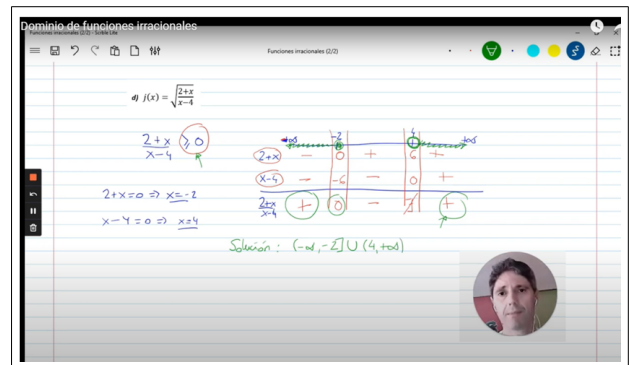 Dominio de funciones irracionales
Funciones irracionales (2/2) - Scrible Lite
Funciones irracionales (2/2)
d) j(x) = √((2+x)/(x-4))
(2+x)/(x-4) ≥ 0
2+x=0 ⇒ x=-2
x-4=0 ⇒ x=4
-∞ -2 4 +∞
2+x - 0 + 6 +
x-4 - -6 - 0 +
(2+x)/(x-4) + 0 - ∄ +
Solución: (-∞, -2] ∪ (4, +∞)